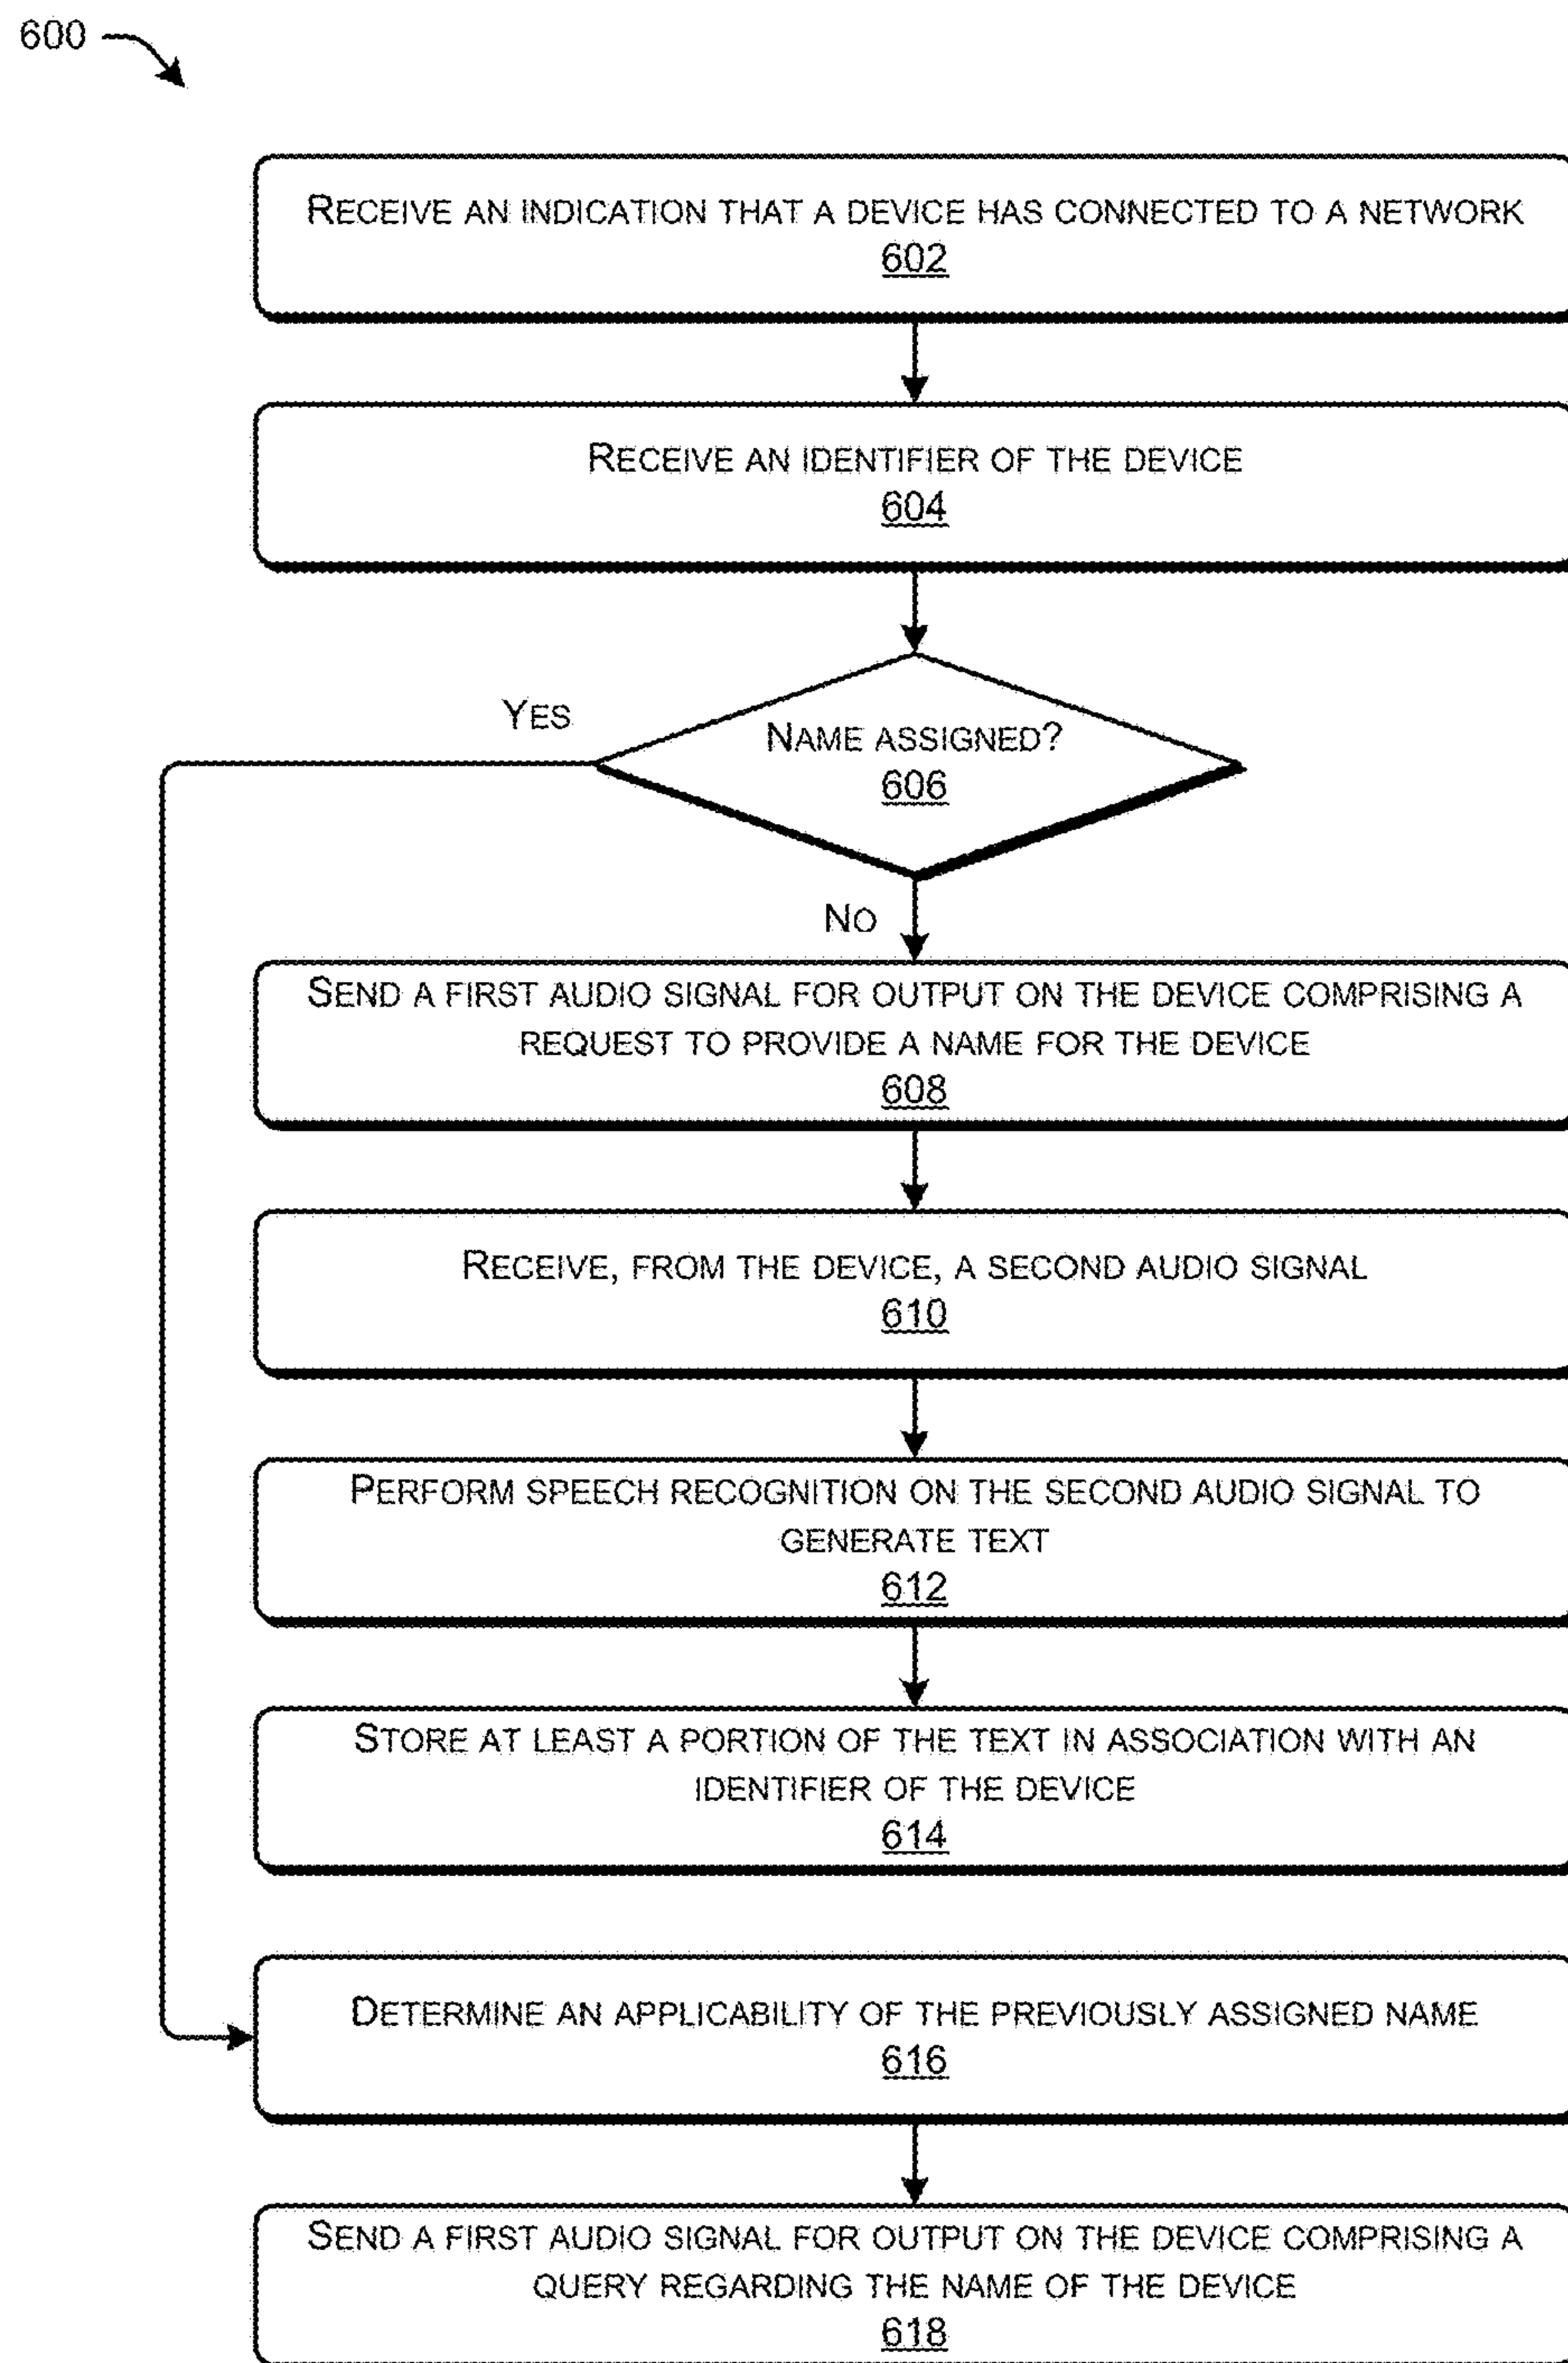 600
RECEIVE AN INDICATION THAT A DEVICE HAS CONNECTED TO A NETWORK
602
RECEIVE AN IDENTIFIER OF THE DEVICE
604
YES
NAME ASSIGNED?
606
NO
SEND A FIRST AUDIO SIGNAL FOR OUTPUT ON THE DEVICE COMPRISING A
REQUEST TO PROVIDE A NAME FOR THE DEVICE
608
RECEIVE, FROM THE DEVICE, A SECOND AUDIO SIGNAL
610
PERFORM SPEECH RECOGNITION ON THE SECOND AUDIO SIGNAL TO
GENERATE TEXT
612
STORE AT LEAST A PORTION OF THE TEXT IN ASSOCIATION WITH AN
IDENTIFIER OF THE DEVICE
614
DETERMINE AN APPLICABILITY OF THE PREVIOUSLY ASSIGNED NAME
616
SEND A FIRST AUDIO SIGNAL FOR OUTPUT ON THE DEVICE COMPRISING A
QUERY REGARDING THE NAME OF THE DEVICE
618